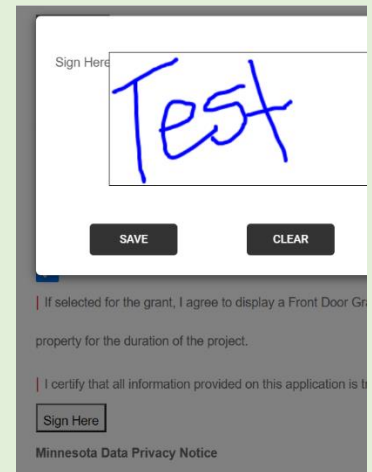 Sign Here
Test
SAVE CLEAR
If selected for the grant, I agree to display a Front Door
property for the duration of the project.
I certify that all information provided on this application is
Sign Here
Minnesota Data Privacy Notice